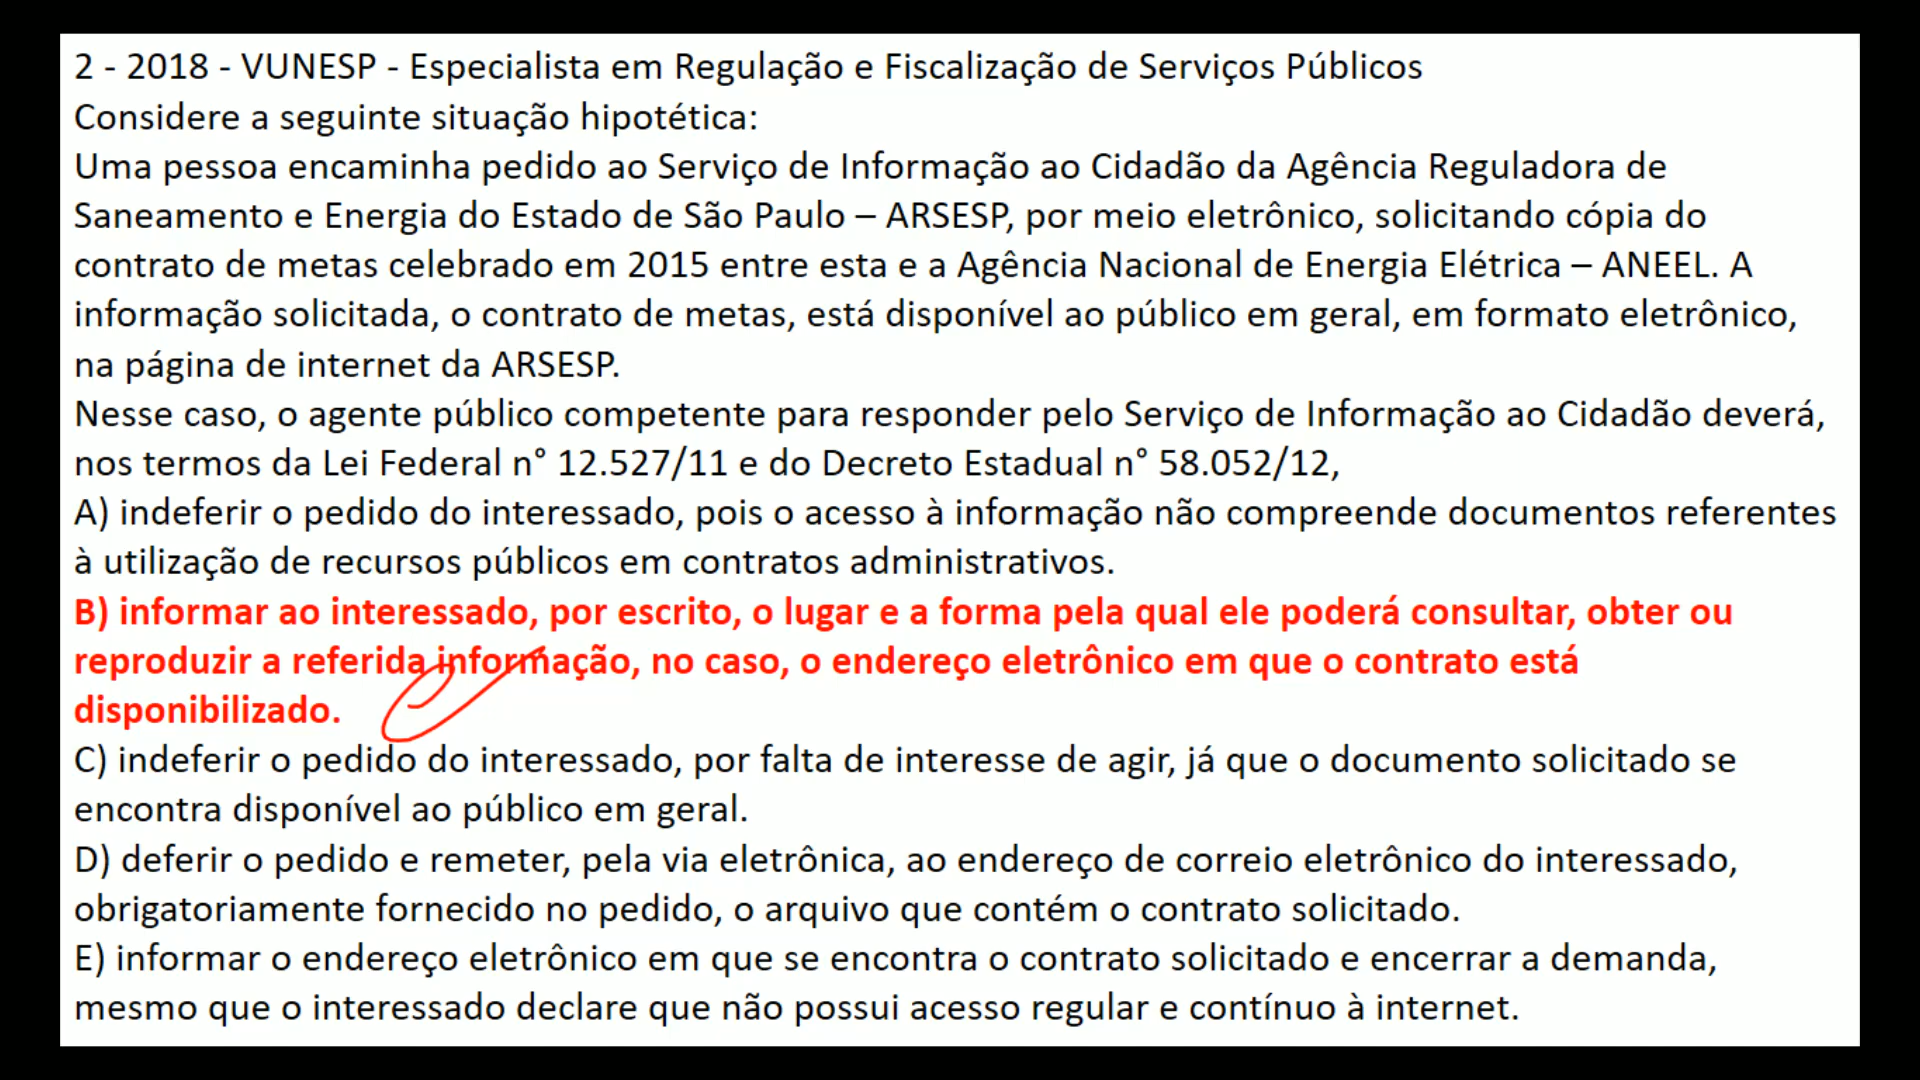 2 - 2018 - VUNESP - Especialista em Regulação e Fiscalização de Serviços Públicos
Considere a seguinte situação hipotética:
Uma pessoa encaminha pedido ao Serviço de Informação ao Cidadão da Agência Reguladora de
Saneamento e Energia do Estado de São Paulo – ARSESP, por meio eletrônico, solicitando cópia do
contrato de metas celebrado em 2015 entre esta e a Agência Nacional de Energia Elétrica – ANEEL. A
informação solicitada, o contrato de metas, está disponível ao público em geral, em formato eletrônico,
na página de internet da ARSESP.
Nesse caso, o agente público competente para responder pelo Serviço de Informação ao Cidadão deverá,
nos termos da Lei Federal n° 12.527/11 e do Decreto Estadual n° 58.052/12,
A) indeferir o pedido do interessado, pois o acesso à informação não compreende documentos referentes
à utilização de recursos públicos em contratos administrativos.
B) informar ao interessado, por escrito, o lugar e a forma pela qual ele poderá consultar, obter ou
reproduzir a referida informação, no caso, o endereço eletrônico em que o contrato está
disponibilizado.
C) indeferir o pedido do interessado, por falta de interesse de agir, já que o documento solicitado se
encontra disponível ao público em geral.
D) deferir o pedido e remeter, pela via eletrônica, ao endereço de correio eletrônico do interessado,
obrigatoriamente fornecido no pedido, o arquivo que contém o contrato solicitado.
E) informar o endereço eletrônico em que se encontra o contrato solicitado e encerrar a demanda,
mesmo que o interessado declare que não possui acesso regular e contínuo à internet.